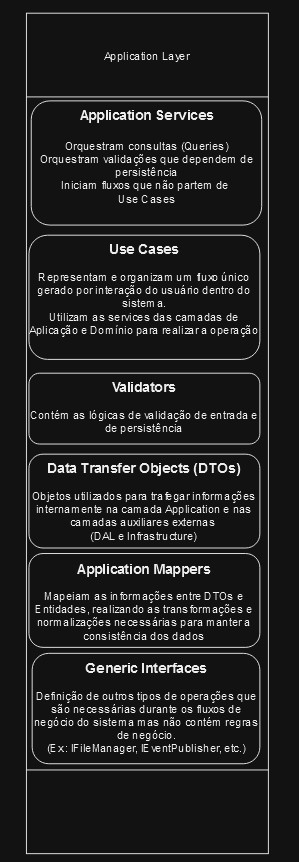 Application Layer
Application Services
Orquestram consultas (Queries)
Orquestram validações que dependem de
persistência
Iniciam fluxos que não partem de
Use Cases
Use Cases
Representam e organizam um fluxo único
gerado por interação do usuário dentro do
sistema.
Utilizam as services das camadas de
Aplicação e Domínio para realizar a operação
Validators
Contém as lógicas de validação de entrada e
de persistência
Data Transfer Objects (DTOs)
Objetos utilizados para trafegar informações
internamente na camada Application e nas
camadas auxiliares externas
(DAL e Infrastructure)
Application Mappers
Mapeiam as informações entre DTOs e
Entidades, realizando as transformações e
normalizações necessárias para manter a
consistência dos dados
Generic Interfaces
Definição de outros tipos de operações que
são necessárias durante os fluxos de
negócio do sistema mas não contém regras
de negócio.
(Ex: IFileManager, IEventPublisher, etc.)